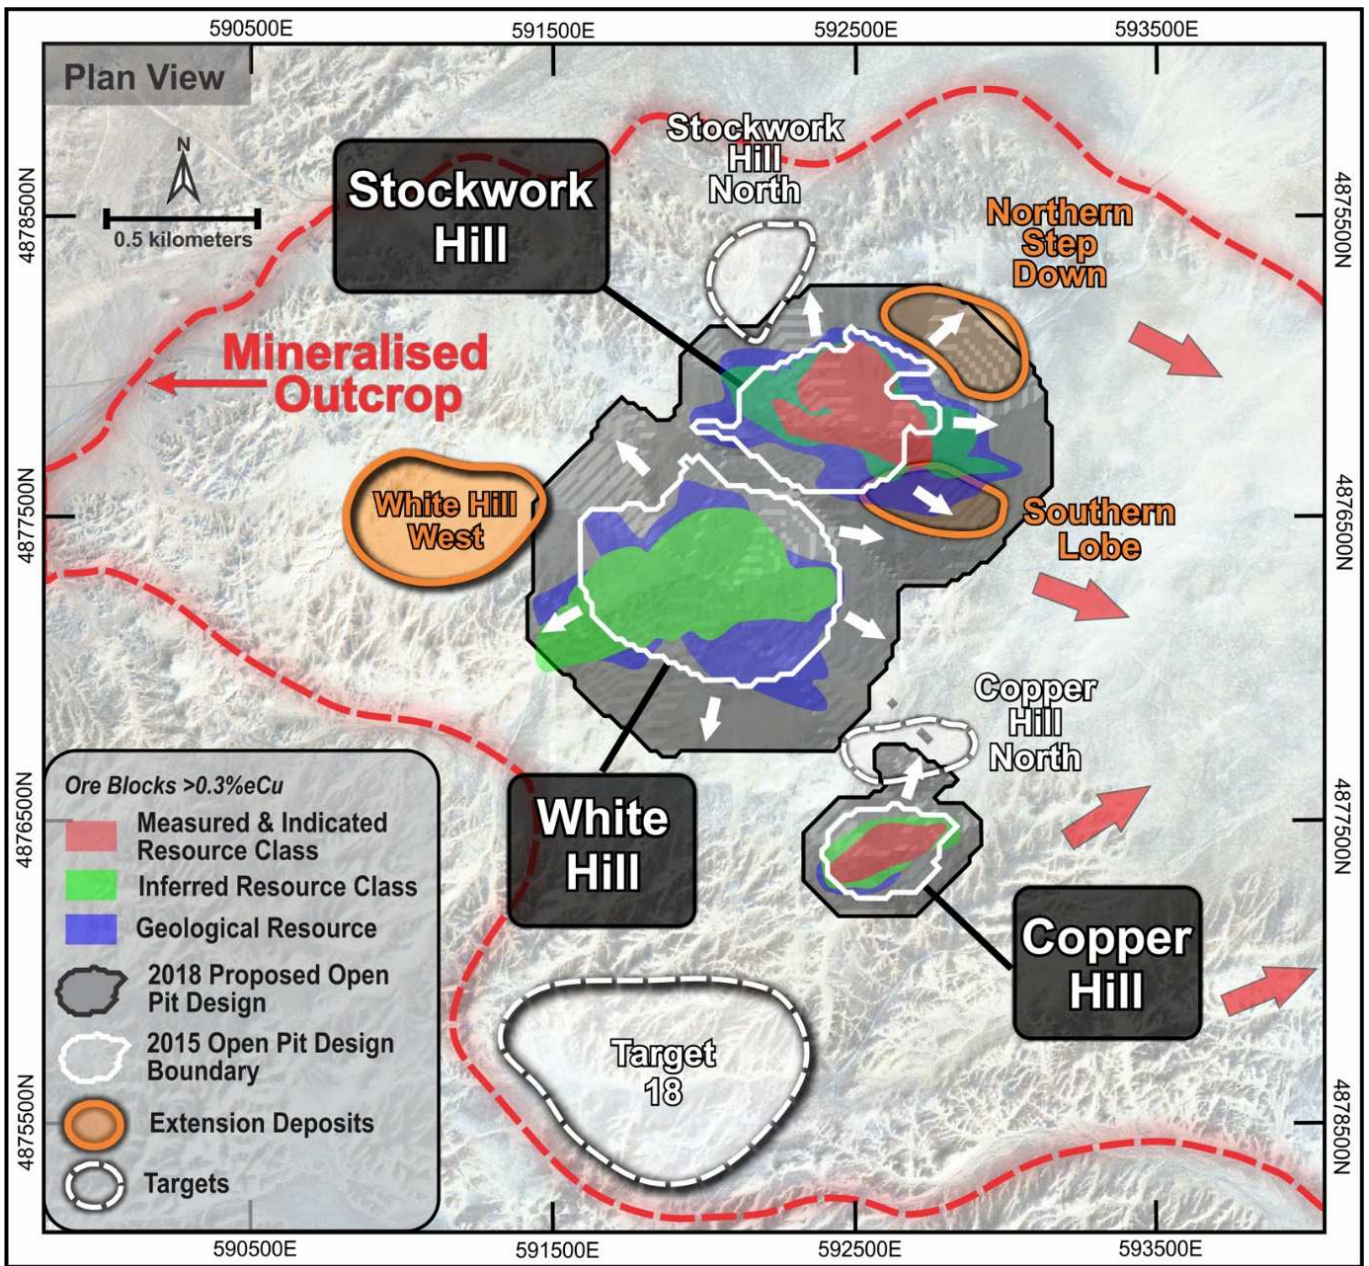 590500E
591500E
592500E
593500E
Plan View
N
0.5 kilometers
Stockwork
Hill
Stockwork
Hill
North
Northern
Step
Down
4878500N
4875500N
Mineralised
Outcrop
White Hill
West
Southern
Lobe
4877500N
4876500N
Copper
Hill
North
White
Hill
4876500N
4877500N
Copper
Hill
Target
18
4875500N
4878500N
Ore Blocks >0.3%eCu
Measured & Indicated
Resource Class
Inferred Resource Class
Geological Resource
2018 Proposed Open
Pit Design
2015 Open Pit Design
Boundary
Extension Deposits
Targets
590500E
591500E
592500E
593500E